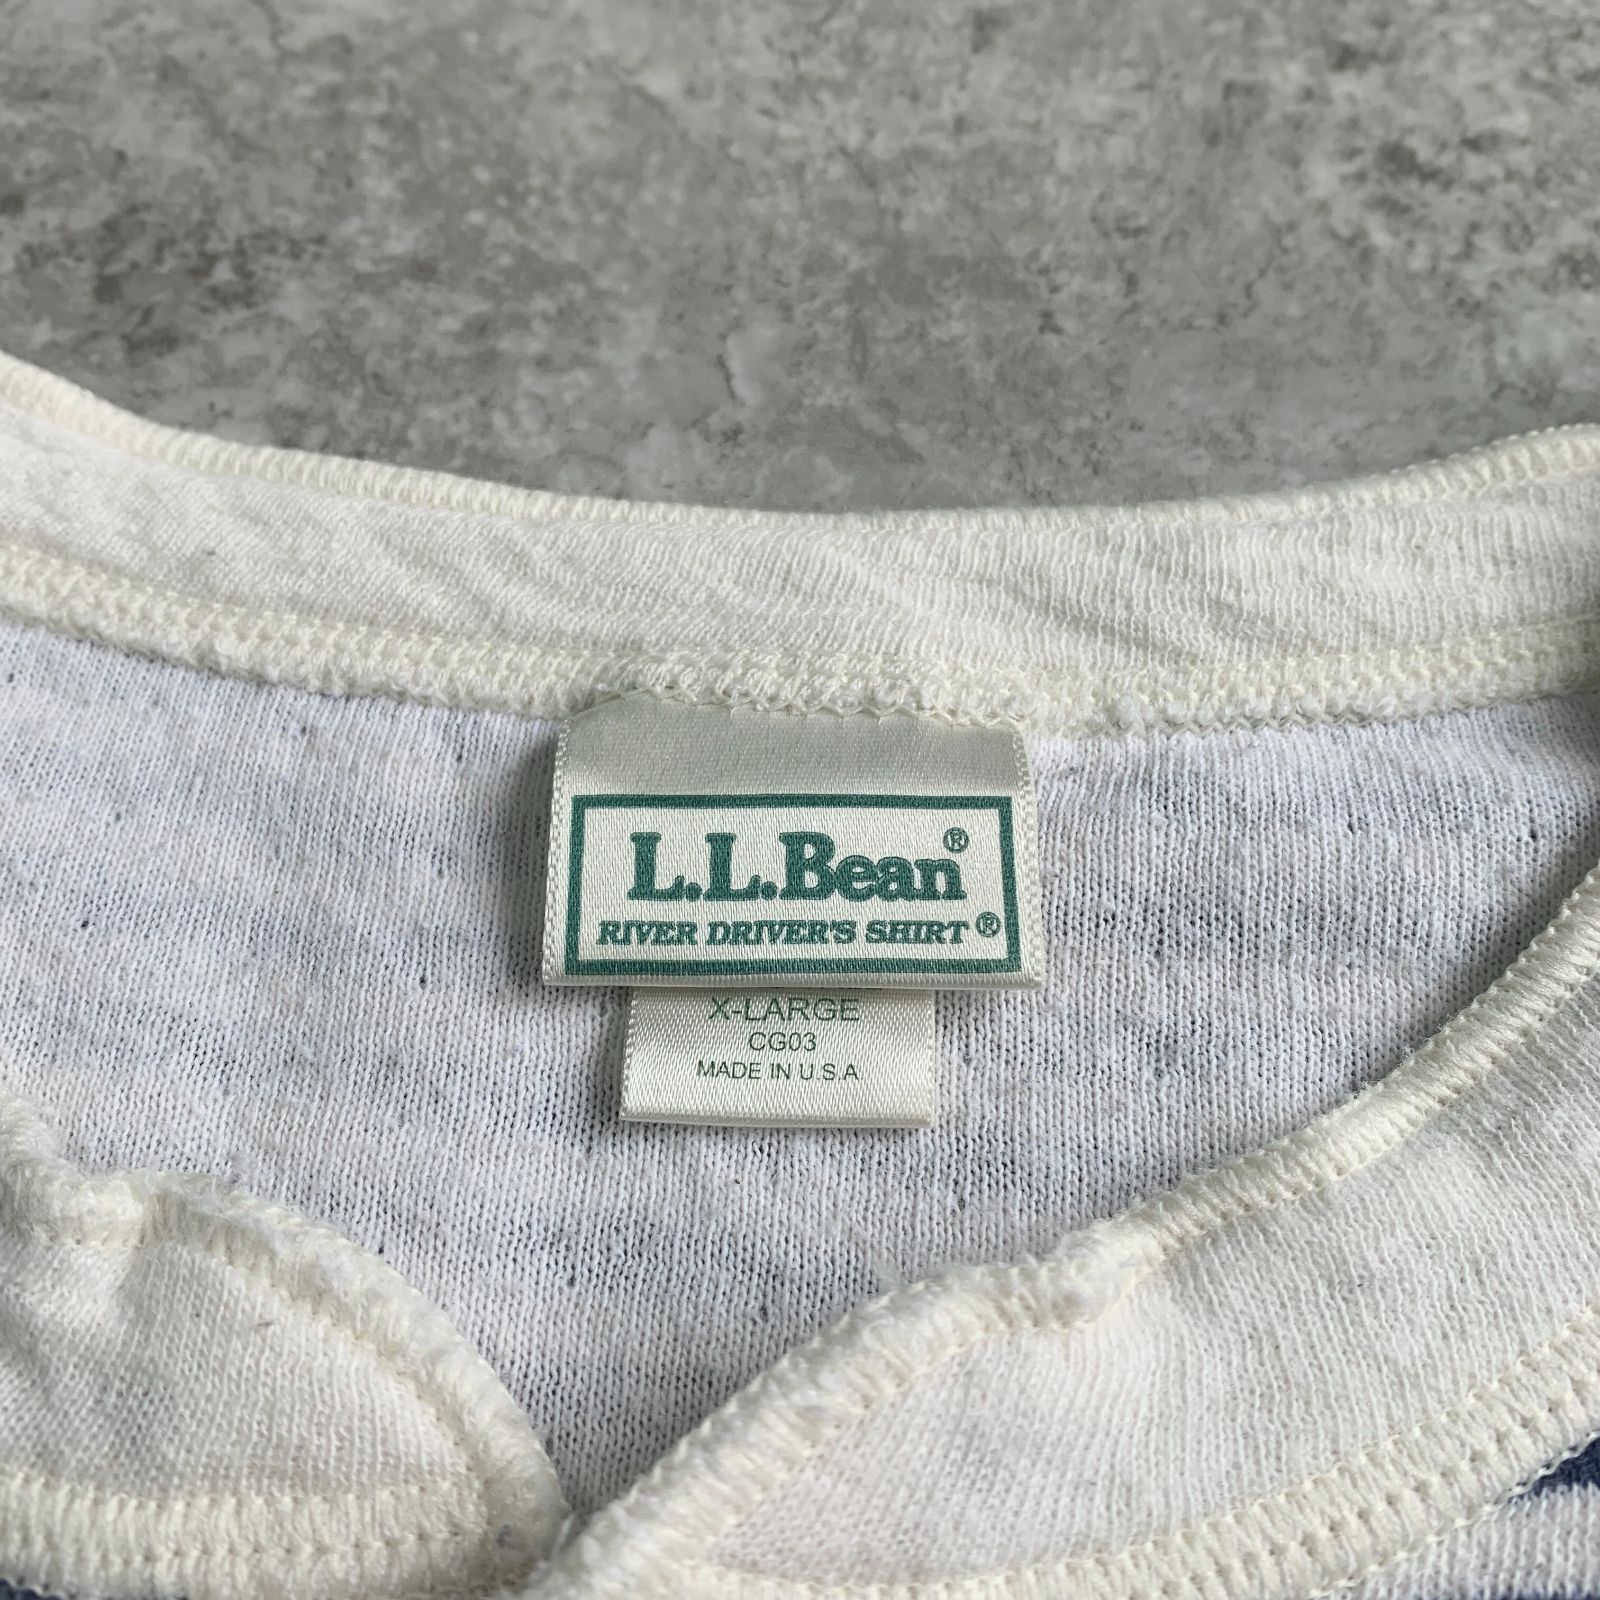 L.L.Bean®
RIVER DRIVER'S SHIRT®
X-LARGE
CG03
MADE IN U.S.A